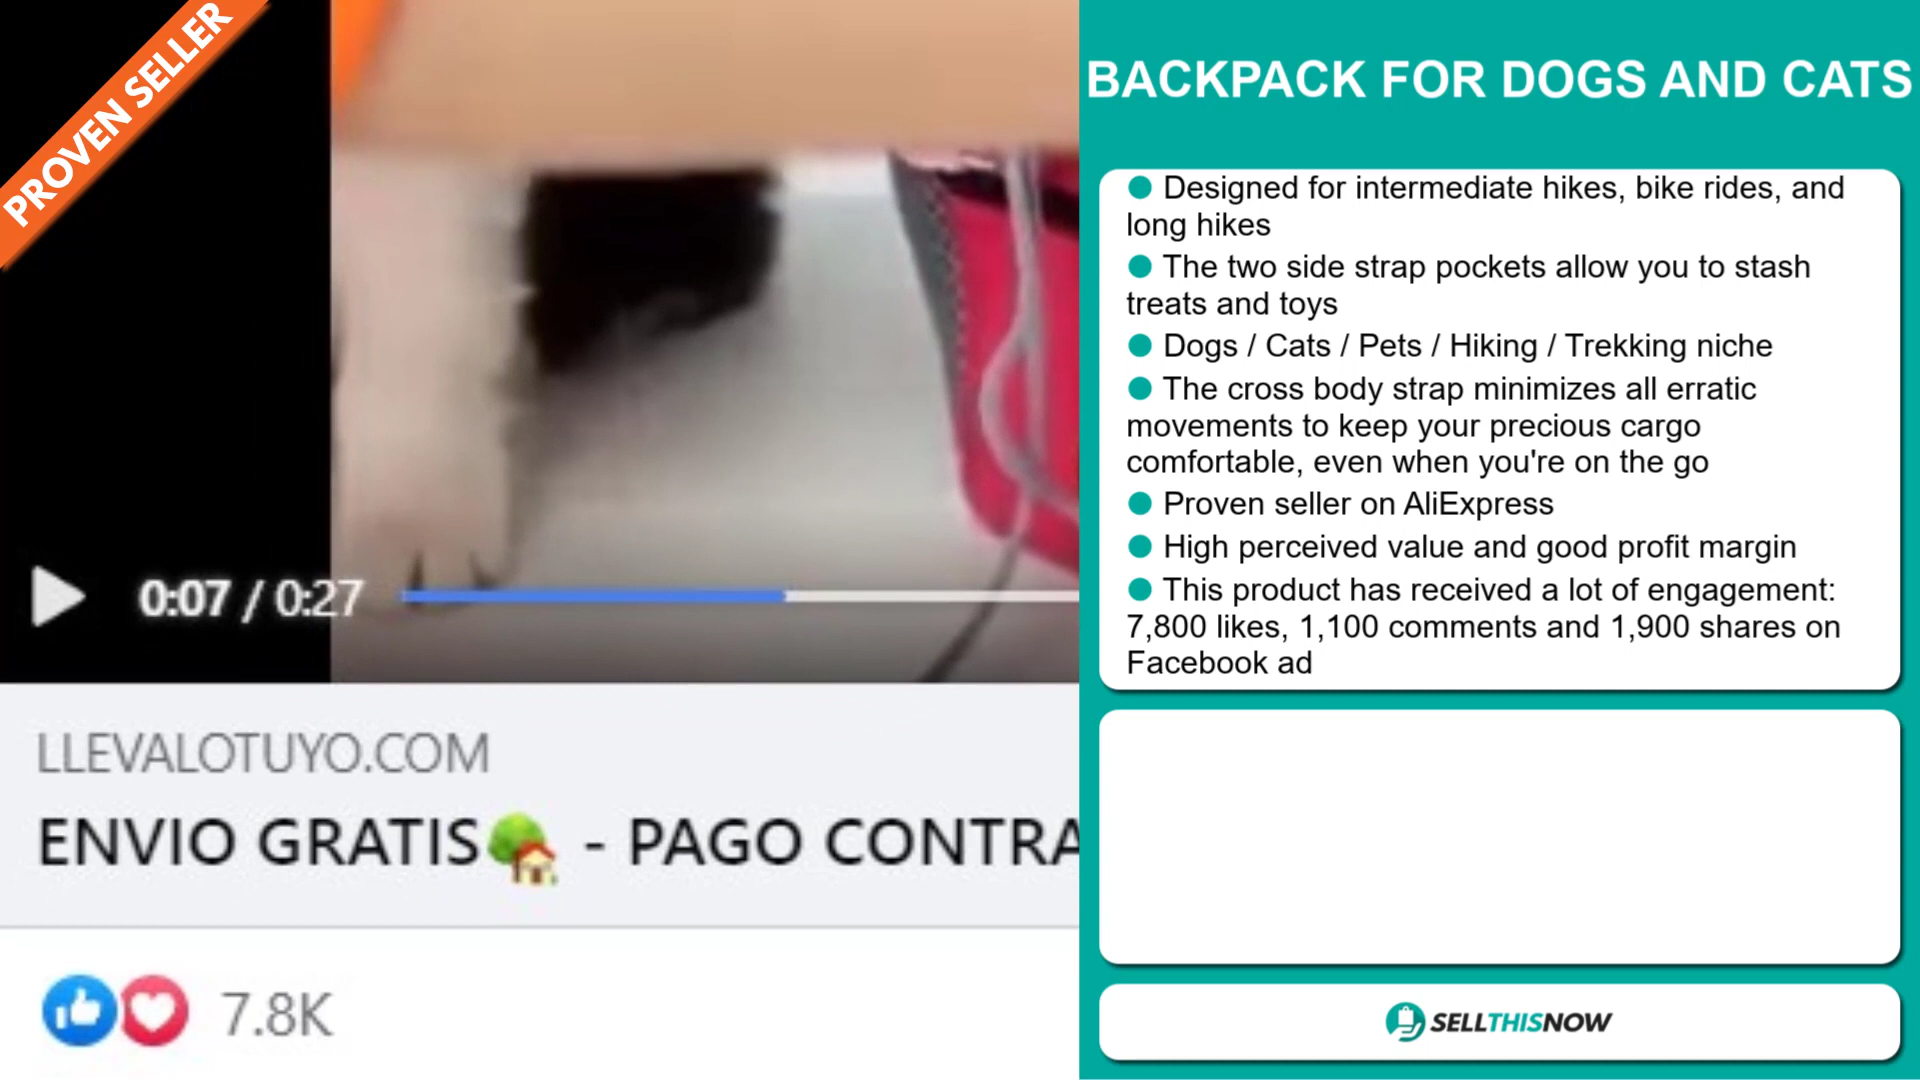 PROVEN SELLER
0:07 / 0:27
LLEVALOTUYO.COM
ENVIO GRATIS - PAGO CONTRA
7.8K
BACKPACK FOR DOGS AND CATS
● Designed for intermediate hikes, bike rides, and
long hikes
● The two side strap pockets allow you to stash
treats and toys
● Dogs / Cats / Pets / Hiking / Trekking niche
● The cross body strap minimizes all erratic
movements to keep your precious cargo
comfortable, even when you're on the go
● Proven seller on AliExpress
● High perceived value and good profit margin
● This product has received a lot of engagement:
7,800 likes, 1,100 comments and 1,900 shares on
Facebook ad
SELLTHISNOW